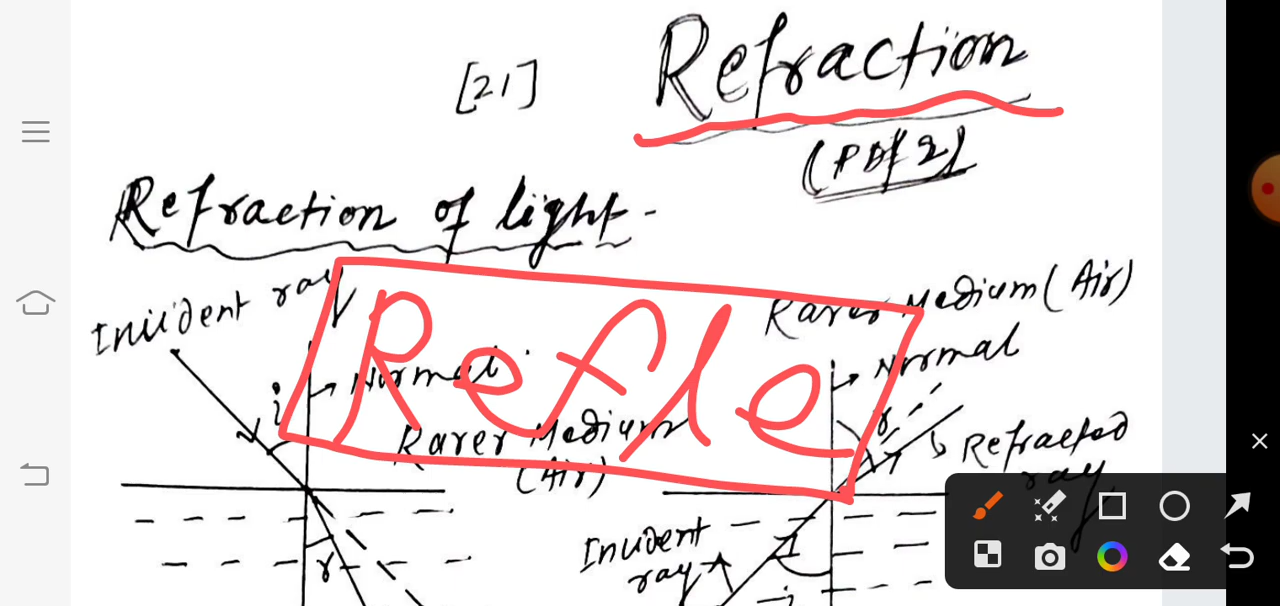 Refraction
[21]
(PDF 2)
Refraction of light -
Incident ray
Rarer Medium (Air)
Refle
i
Normal
Normal
r
Rarer Medium
(Air)
Refracted
ray
Incident
ray
r
i